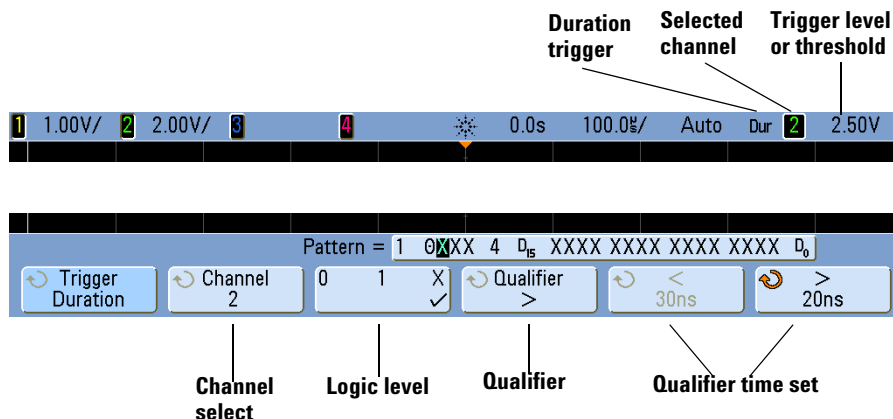 Duration trigger
Selected channel
Trigger level or threshold
1 1.00V/ 2 2.00V/ 3 4 0.0s 100.0㎲/ Auto Dur 2 2.50V
Pattern = 1 0XXX 4 D15 XXXX XXXX XXXX XXXX D0
Trigger Duration
Channel 2
0 1 X ✓
Qualifier >
< 30ns
> 20ns
Channel select
Logic level
Qualifier
Qualifier time set